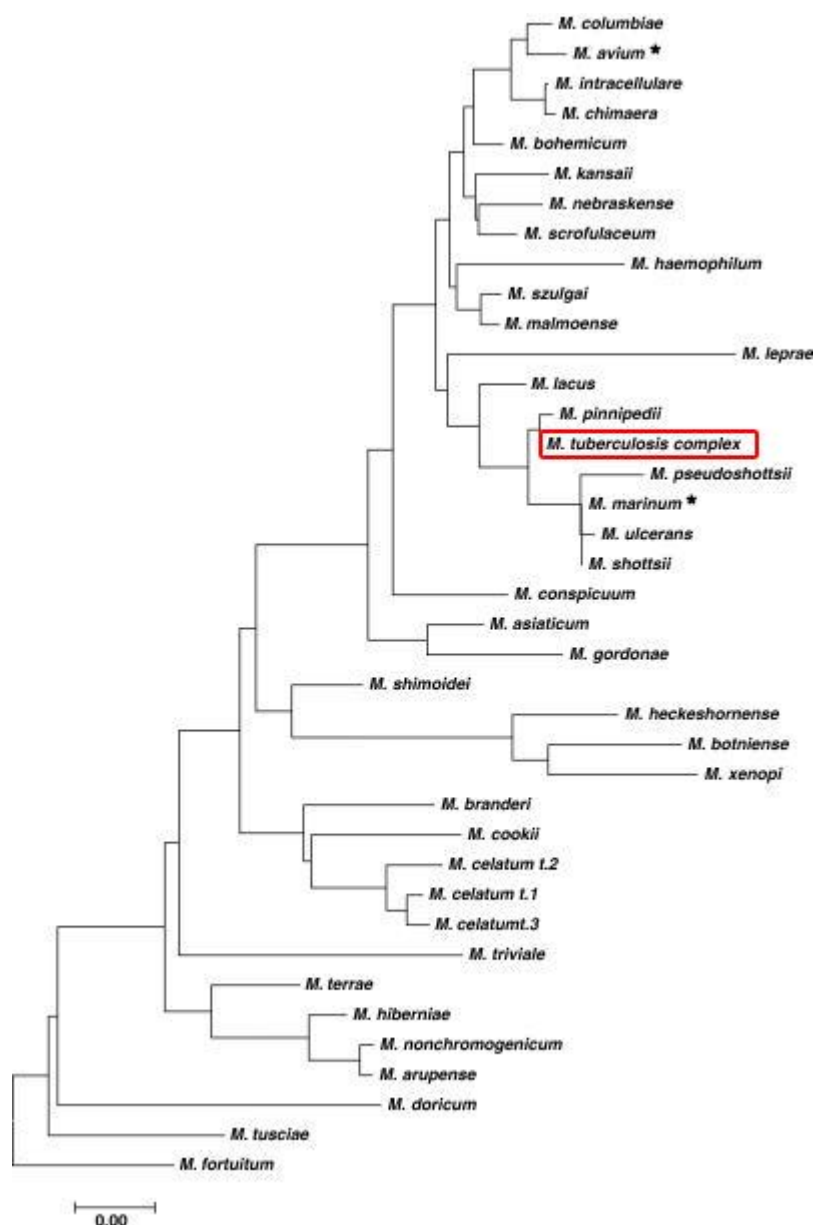 M. columbiae
M. avium *
M. intracellulare
M. chimaera
M. bohemicum
M. kansaii
M. nebraskense
M. scrofulaceum
M. haemophilum
M. szulgai
M. malmoense
M. leprae
M. lacus
M. pinnipedii
M. tuberculosis complex
M. pseudoshottsii
M. marinum *
M. ulcerans
M. shottsii
M. conspicuum
M. asiaticum
M. gordonae
M. shimoidei
M. heckeshornense
M. botniense
M. xenopi
M. branderi
M. cookii
M. celatum t.2
M. celatum t.1
M. celatumt.3
M. triviale
M. terrae
M. hiberniae
M. nonchromogenicum
M. arupense
M. doricum
M. tusciae
M. fortuitum
0.00